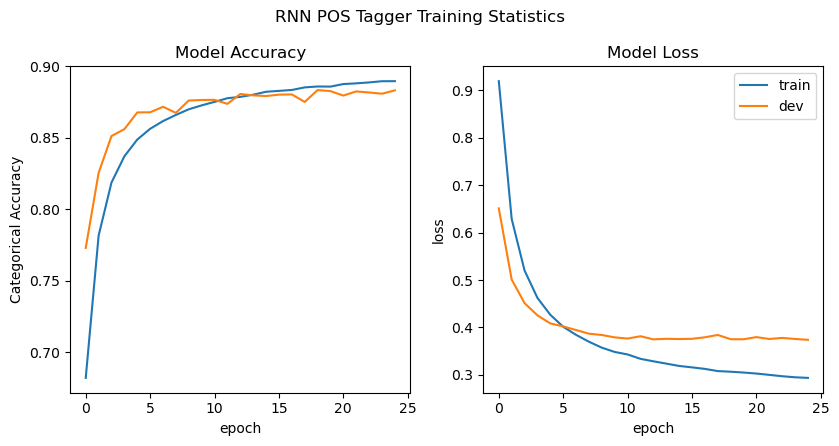 RNN POS Tagger Training Statistics
Model Accuracy
Categorical Accuracy
0.90
0.85
0.80
0.75
0.70
0
5
10
15
20
25
epoch
Model Loss
loss
0.9
0.8
0.7
0.6
0.5
0.4
0.3
0
5
10
15
20
25
epoch
train
dev